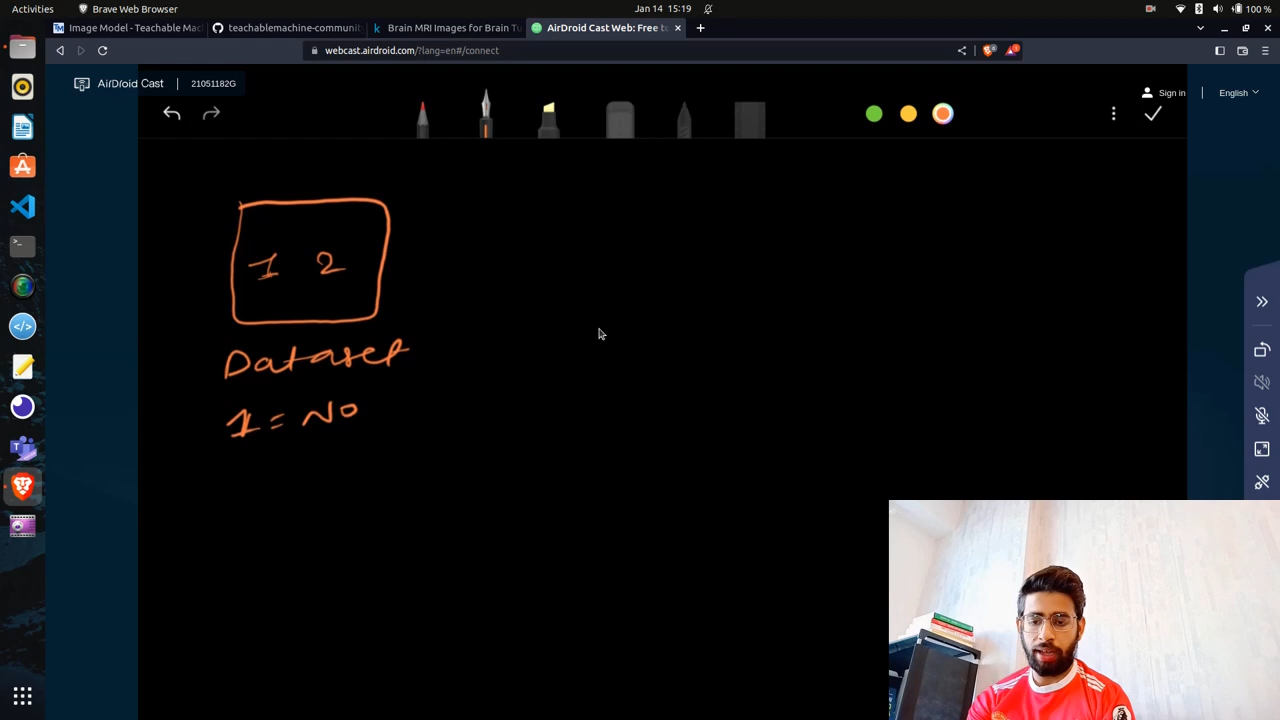 Activities
Brave Web Browser
Jan 14 15:19
100 %
Image Model - Teachable Mac
teachablemachine-communit
Brain MRI Images for Brain Tu
AirDroid Cast Web: Free to
webcast.airdroid.com/?lang=en#/connect
AirDroid Cast
21051182G
Sign in
English
1 2
Dataset
1 = No